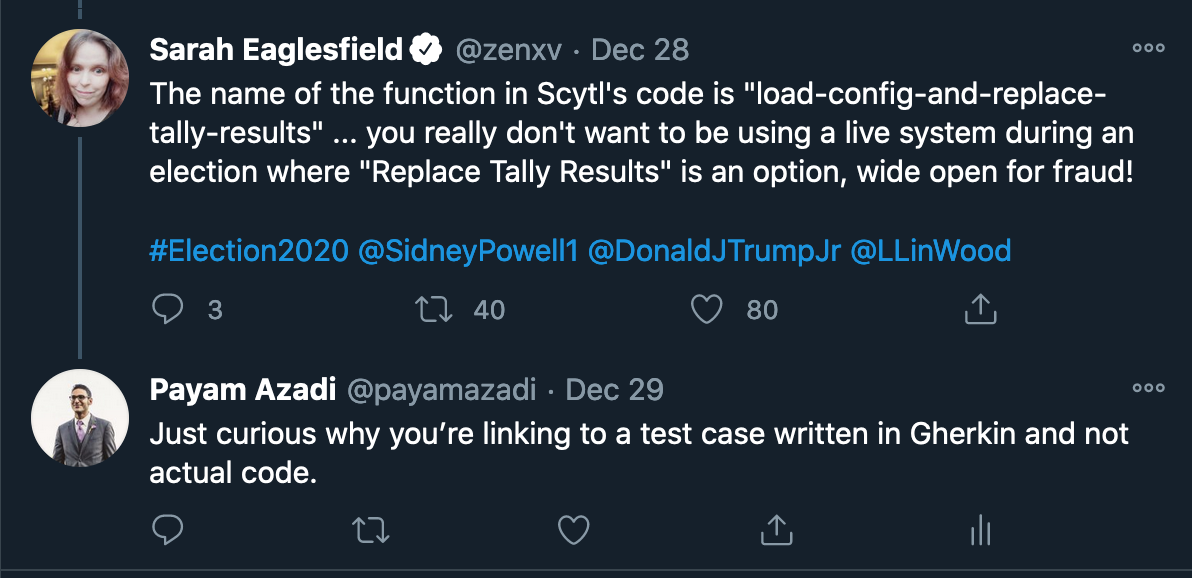 Sarah Eaglesfield @zenxv · Dec 28
The name of the function in Scytl's code is "load-config-and-replace-
tally-results" ... you really don't want to be using a live system during an
election where "Replace Tally Results" is an option, wide open for fraud!
#Election2020 @SidneyPowell1 @DonaldJTrumpJr @LLinWood
3 40 80
Payam Azadi @payamazadi · Dec 29
Just curious why you’re linking to a test case written in Gherkin and not
actual code.